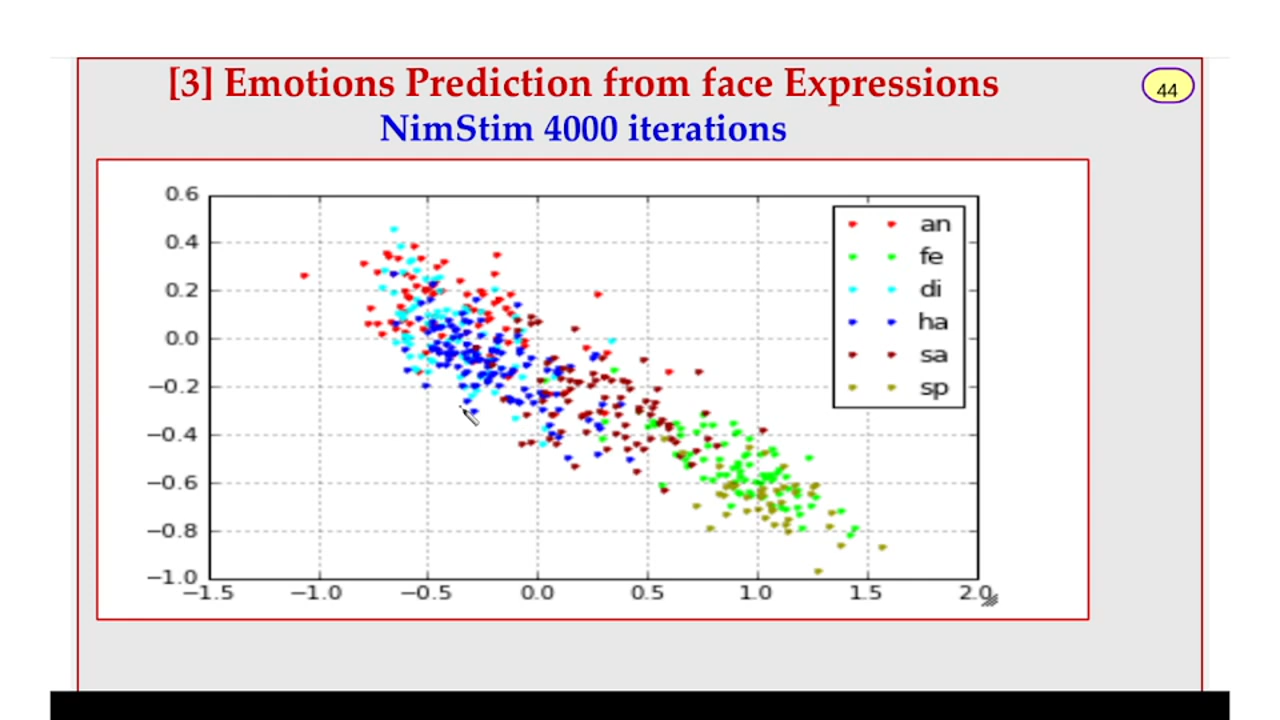 [3] Emotions Prediction from face Expressions
44
NimStim 4000 iterations
0.6
0.4
0.2
0.0
−0.2
−0.4
−0.6
−0.8
−1.0
−1.5 −1.0 −0.5 0.0 0.5 1.0 1.5 2.0
an
fe
di
ha
sa
sp